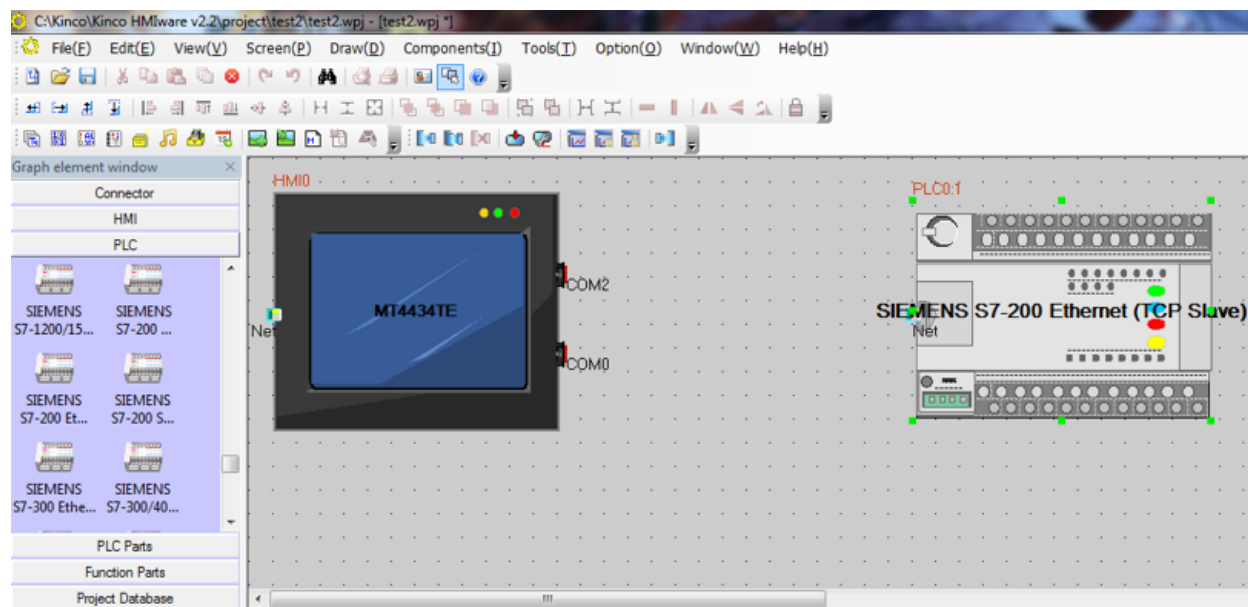 C:\Kinco\Kinco HMIware v2.2\project\test2\test2.wpj - [test2.wpj *]
File(F) Edit(E) View(V) Screen(P) Draw(D) Components(I) Tools(T) Option(O) Window(W) Help(H)
Graph element window
Connector
HMI
PLC
SIEMENS SIEMENS
S7-1200/15... S7-200 ...
SIEMENS SIEMENS
S7-200 Et... S7-200 S...
SIEMENS SIEMENS
S7-300 Ethe... S7-300/40...
PLC Parts
Function Parts
Project Database
HMI0
MT4434TE
Net
COM2
COM0
PLC0:1
SIEMENS S7-200 Ethernet (TCP Slave)
Net